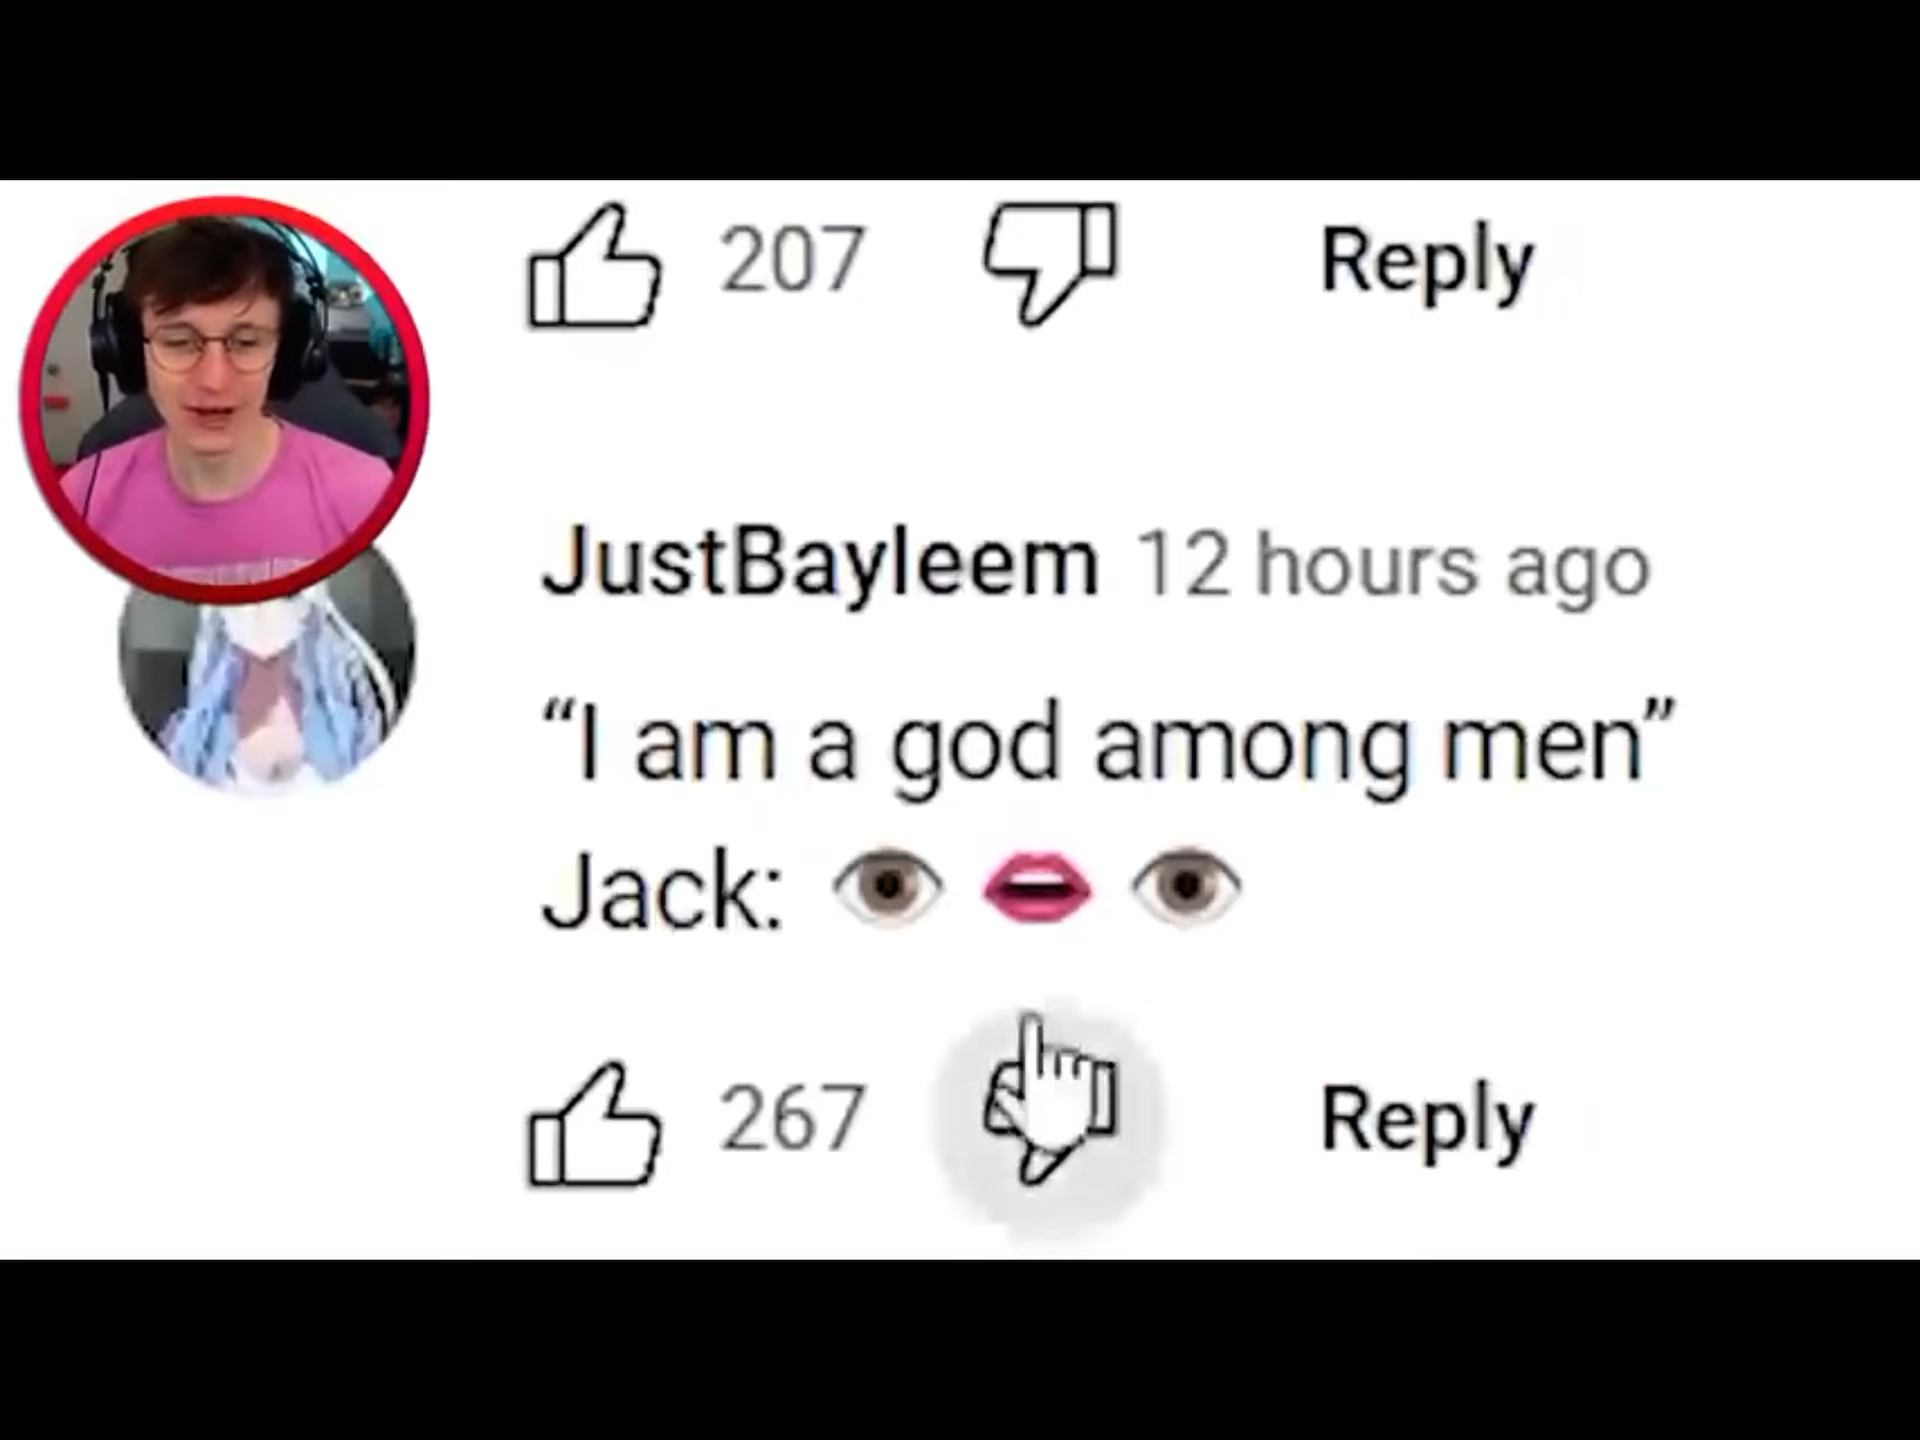 207 Reply
JustBayleem 12 hours ago
“I am a god among men”
Jack: 👁️ 👄 👁️
267 Reply